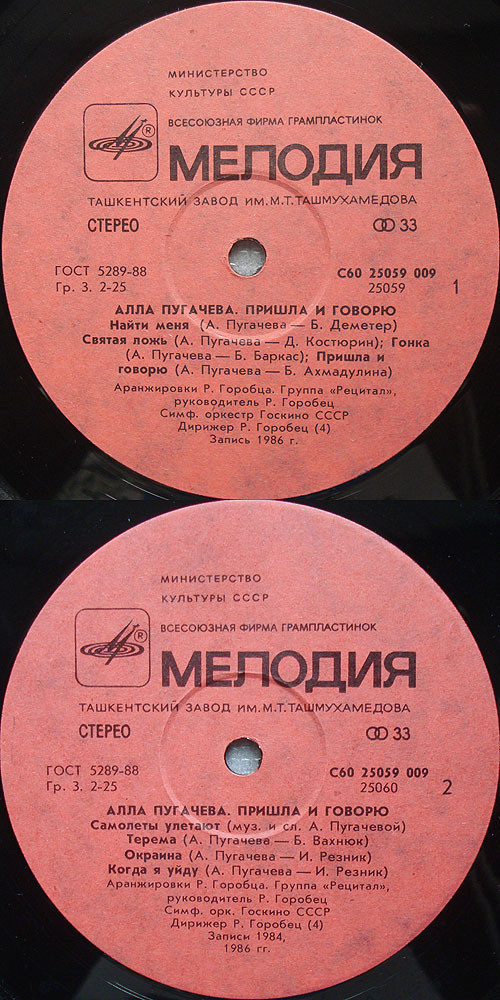 МИНИСТЕРСТВО
КУЛЬТУРЫ СССР
ВСЕСОЮЗНАЯ ФИРМА ГРАМПЛАСТИНОК
®
МЕЛОДИЯ
ТАШКЕНТСКИЙ ЗАВОД ИМ. М.Т. ТАШМУХАМЕДОВА
СТЕРЕО 33
ГОСТ 5289-88 С60 25059 009
Гр. 3. 2-25 25059 1
АЛЛА ПУГАЧЕВА. ПРИШЛА И ГОВОРЮ
Найти меня (А. Пугачева — Б. Деметер)
Святая ложь (А. Пугачева — Д. Костюрин); Гонка
(А. Пугачева — Б. Баркас); Пришла и
говорю (А. Пугачева — Б. Ахмадулина)
Аранжировки Р. Горобца. Группа «Рецитал»,
руководитель Р. Горобец
Симф. оркестр Госкино СССР
Дирижер Р. Горобец (4)
Запись 1986 г.
МИНИСТЕРСТВО
КУЛЬТУРЫ СССР
ВСЕСОЮЗНАЯ ФИРМА ГРАМПЛАСТИНОК
®
МЕЛОДИЯ
ТАШКЕНТСКИЙ ЗАВОД ИМ. М.Т. ТАШМУХАМЕДОВА
СТЕРЕО 33
ГОСТ 5289-88 С60 25059 009
Гр. 3. 2-25 25060 2
АЛЛА ПУГАЧЕВА. ПРИШЛА И ГОВОРЮ
Самолеты улетают (муз. и сл. А. Пугачевой)
Терема (А. Пугачева — Б. Вахнюк)
Окраина (А. Пугачева — И. Резник)
Когда я уйду (А. Пугачева — И. Резник)
Аранжировки Р. Горобца. Группа «Рецитал»,
руководитель Р. Горобец
Симф. орк. Госкино СССР
Дирижер Р. Горобец (4)
Записи 1984,
1986 гг.